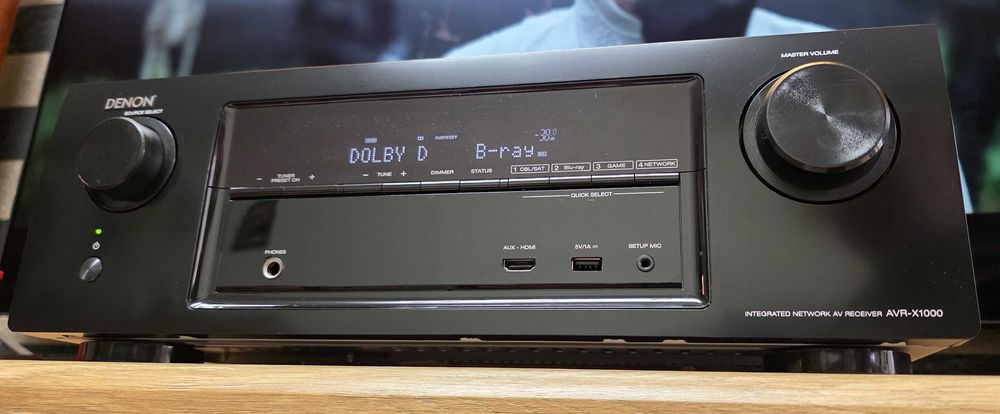 DENON
SOURCE SELECT
MASTER VOLUME
AUDYSSEY
-38.0
DOLBY D B-ray
– TUNER PRESET CH +
– TUNE +
DIMMER
STATUS
1 CBL/SAT
2 Blu-ray
3 GAME
4 NETWORK
QUICK SELECT
PHONES
AUX - HDMI
5V/1A
SETUP MIC
INTEGRATED NETWORK AV RECEIVER AVR-X1000